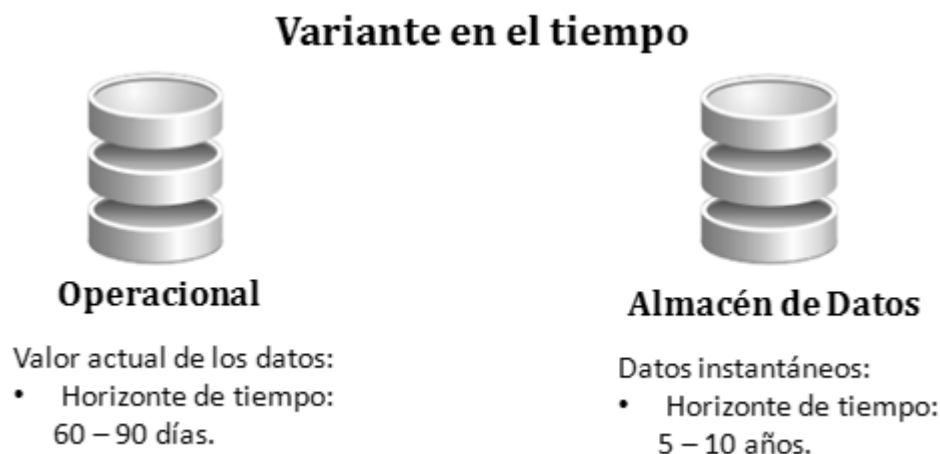 Variante en el tiempo
Operacional
Valor actual de los datos:
• Horizonte de tiempo:
60 – 90 días.
Almacén de Datos
Datos instantáneos:
• Horizonte de tiempo:
5 – 10 años.